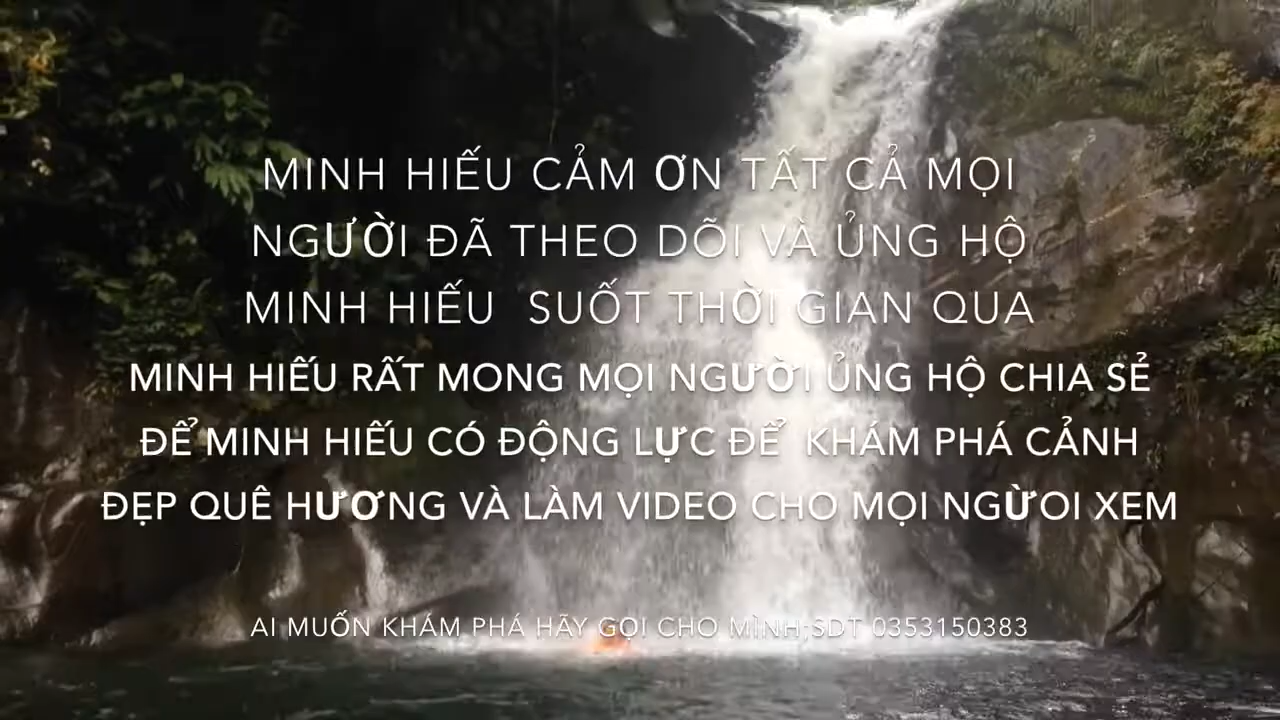 MINH HIẾU CẢM ƠN TẤT CẢ MỌI
NGƯỜI ĐÃ THEO DÕI VÀ ỦNG HỘ
MINH HIẾU SUỐT THỜI GIAN QUA
MINH HIẾU RẤT MONG MỌI NGƯỜI ỦNG HỘ CHIA SẺ
ĐỂ MINH HIẾU CÓ ĐỘNG LỰC ĐỂ KHÁM PHÁ CẢNH
ĐẸP QUÊ HƯƠNG VÀ LÀM VIDEO CHO MỌI NGỪOI XEM
AI MUỐN KHÁM PHÁ HÃY GỌI CHO MÌNH;SDT 0353150383